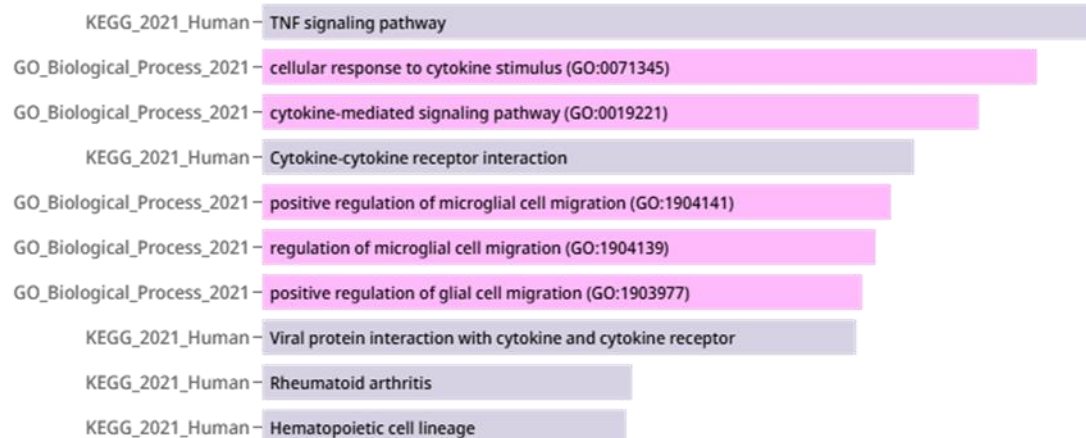 KEGG_2021_Human TNF signaling pathway
GO_Biological_Process_2021 cellular response to cytokine stimulus (GO:0071345)
GO_Biological_Process_2021 cytokine-mediated signaling pathway (GO:0019221)
KEGG_2021_Human Cytokine-cytokine receptor interaction
GO_Biological_Process_2021 positive regulation of microglial cell migration (GO:1904141)
GO_Biological_Process_2021 regulation of microglial cell migration (GO:1904139)
GO_Biological_Process_2021 positive regulation of glial cell migration (GO:1903977)
KEGG_2021_Human Viral protein interaction with cytokine and cytokine receptor
KEGG_2021_Human Rheumatoid arthritis
KEGG_2021_Human Hematopoietic cell lineage